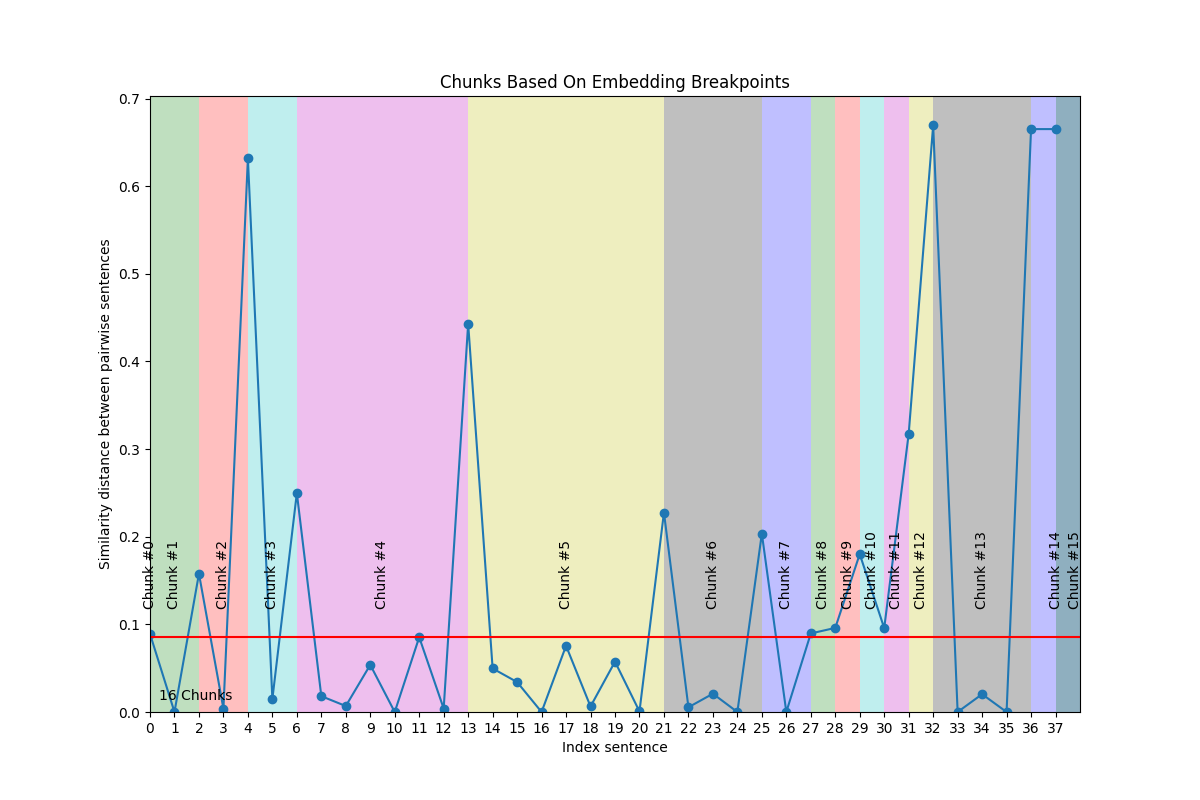 Chunks Based On Embedding Breakpoints
Similarity distance between pairwise sentences
0.7
0.6
0.5
0.4
0.3
0.2
0.1
0.0
Chunk #0
Chunk #1
Chunk #2
Chunk #3
Chunk #4
Chunk #5
Chunk #6
Chunk #7
Chunk #8
Chunk #9
Chunk #10
Chunk #11
Chunk #12
Chunk #13
Chunk #14
Chunk #15
16 Chunks
0 1 2 3 4 5 6 7 8 9 10 11 12 13 14 15 16 17 18 19 20 21 22 23 24 25 26 27 28 29 30 31 32 33 34 35 36 37
Index sentence